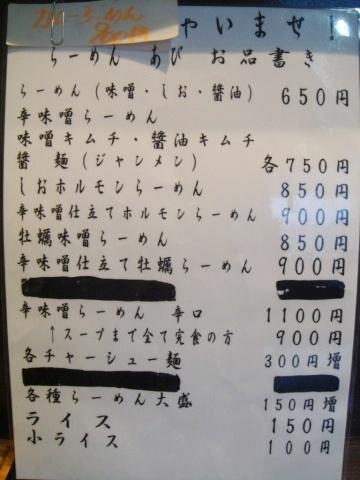 カレーらーめん
800円
やいませ!
らーめん あび お品書き
らーめん(味噌・しお・醤油) 650円
辛味噌らーめん
味噌キムチ・醤油キムチ
醤 麺(ジャンメン) 各750円
しおホルモンらーめん 850円
辛味噌仕立てホルモンらーめん 900円
牡蠣味噌らーめん 850円
辛味噌仕立て牡蠣らーめん 900円
辛味噌らーめん 辛口 1100円
↑スープまで全て完食の方 900円
各チャーシュー麺 300円増
各種らーめん大盛 150円増
ライス 150円
小ライス 100円